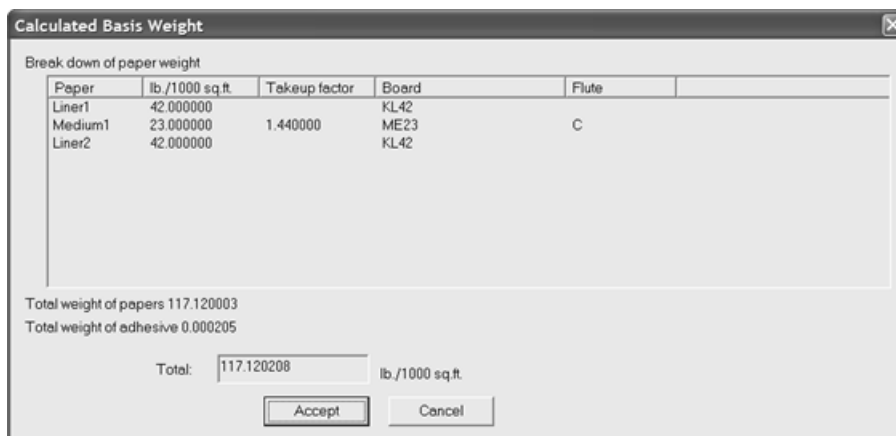 Calculated Basis Weight
Break down of paper weight
Paper lb./1000 sq.ft. Takeup factor Board Flute
Liner1 42.000000 KL42
Medium1 23.000000 1.440000 ME23 C
Liner2 42.000000 KL42
Total weight of papers 117.120003
Total weight of adhesive 0.000205
Total: 117.120208 lb./1000 sq.ft.
Accept Cancel